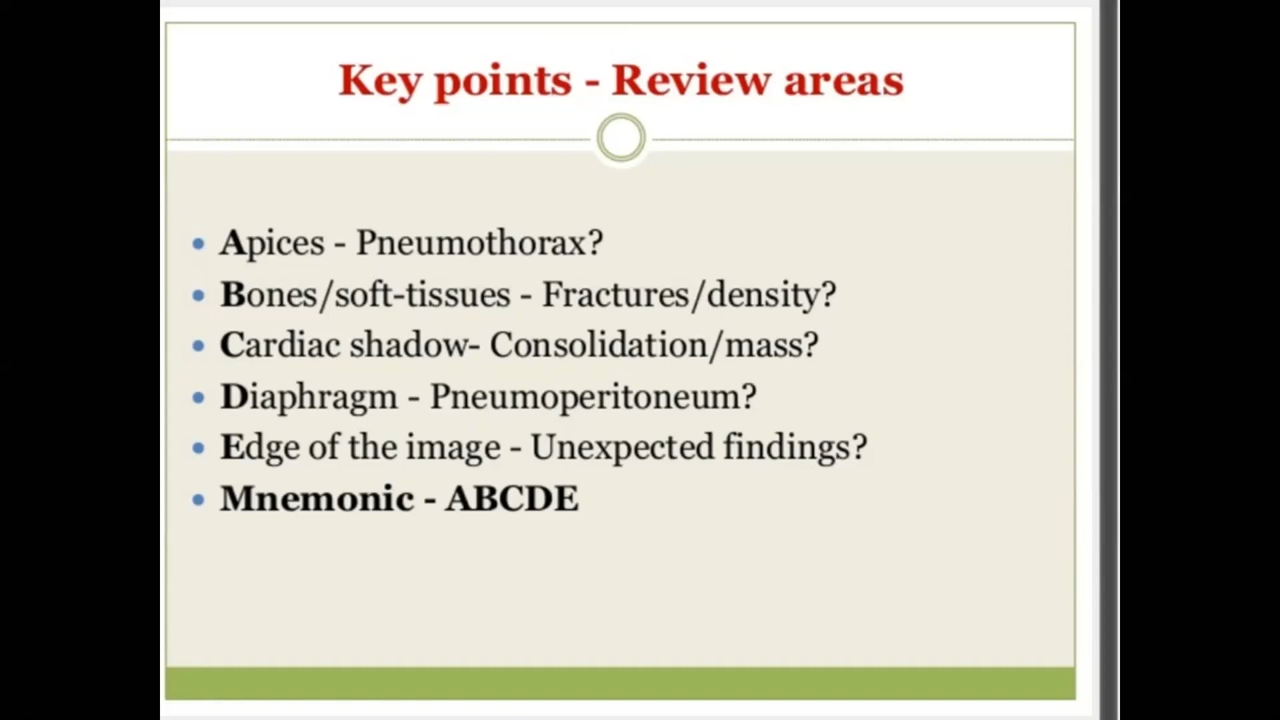 Key points - Review areas
• Apices - Pneumothorax?
• Bones/soft-tissues - Fractures/density?
• Cardiac shadow- Consolidation/mass?
• Diaphragm - Pneumoperitoneum?
• Edge of the image - Unexpected findings?
• Mnemonic - ABCDE